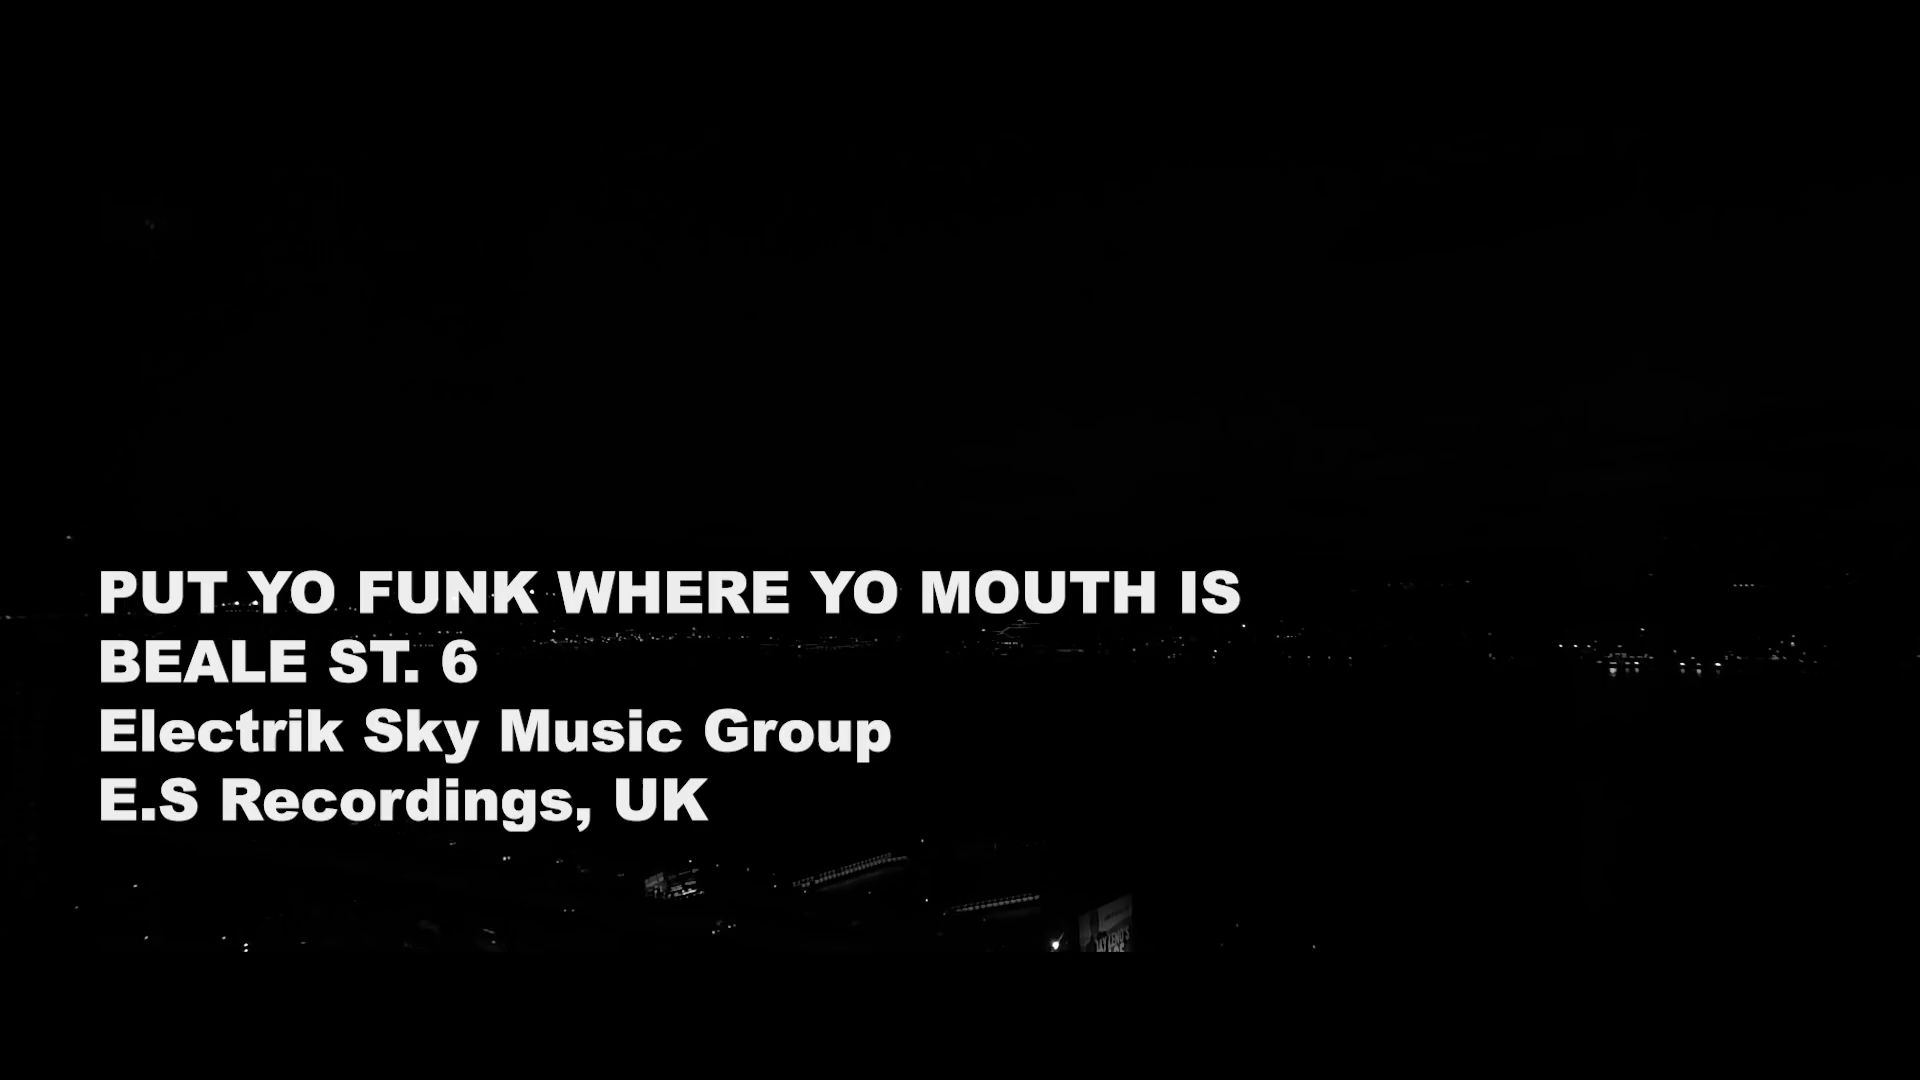 PUT YO FUNK WHERE YO MOUTH IS
BEALE ST. 6
Electrik Sky Music Group
E.S Recordings, UK